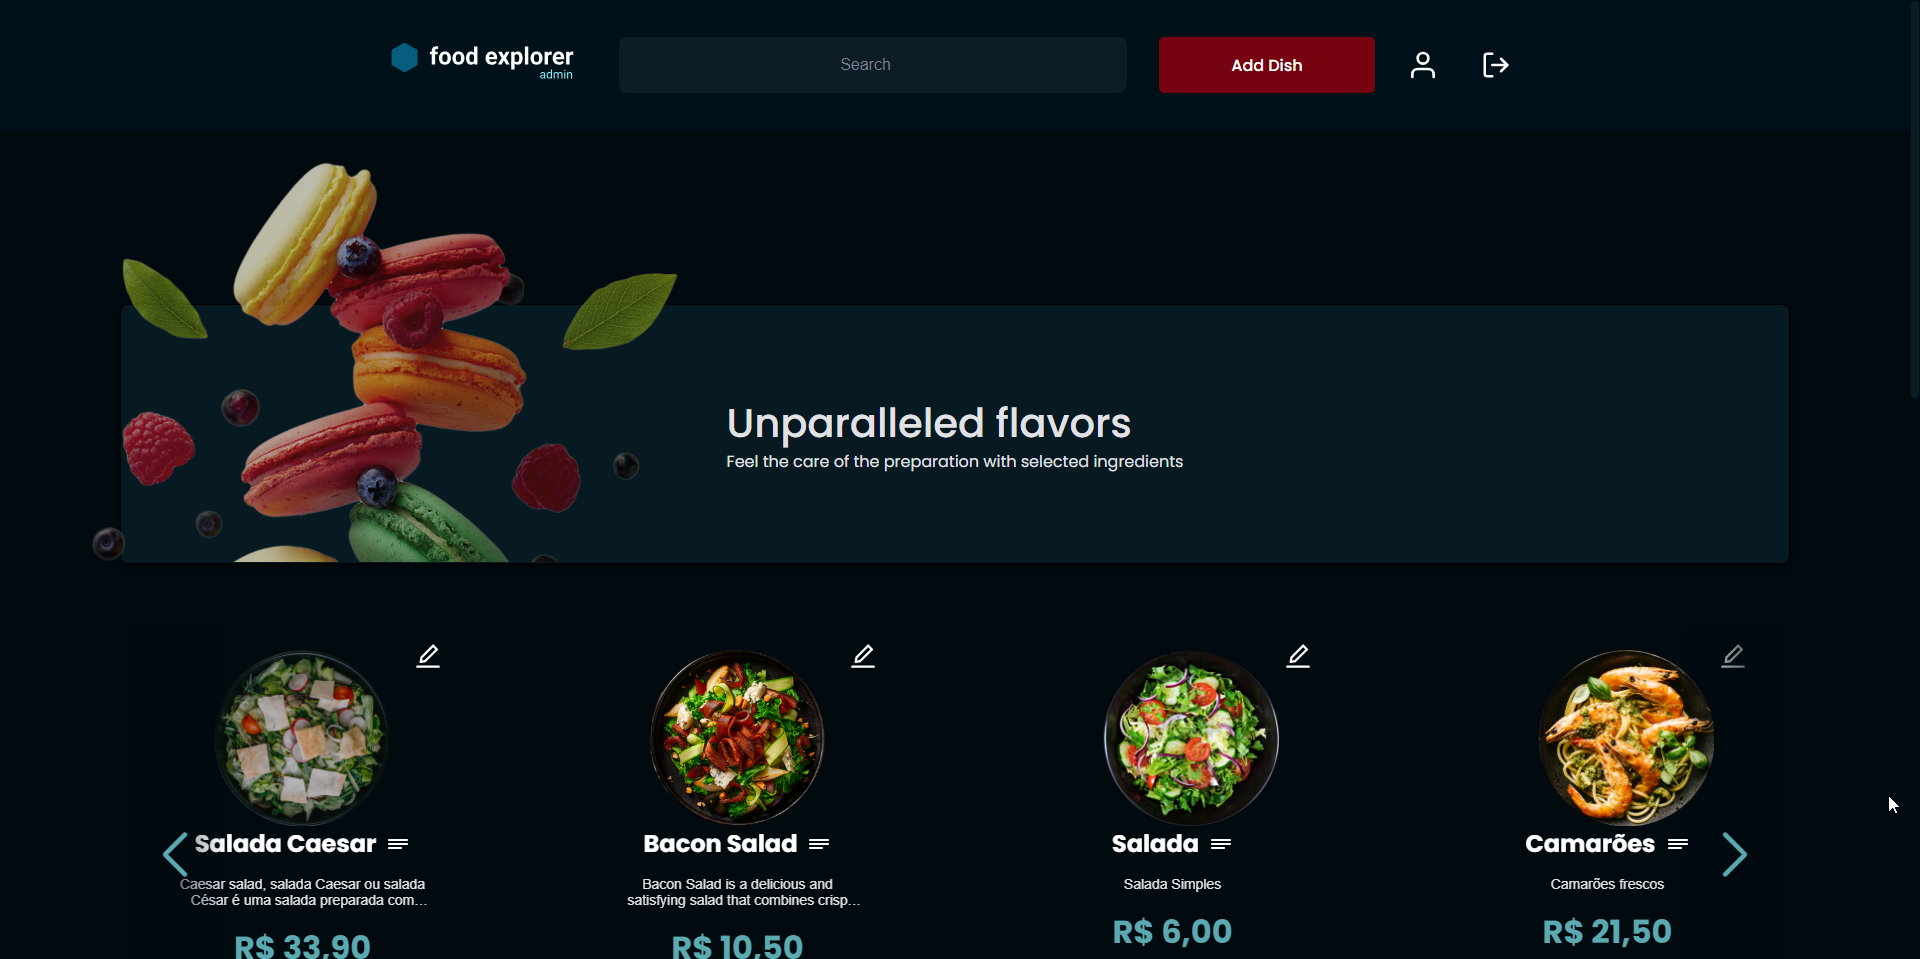 food explorer
admin
Search
Add Dish
Unparalleled flavors
Feel the care of the preparation with selected ingredients
Salada Caesar
Caesar salad, salada Caesar ou salada
César é uma salada preparada com...
R$ 33,90
Bacon Salad
Bacon Salad is a delicious and
satisfying salad that combines crisp...
R$ 10,50
Salada
Salada Simples
R$ 6,00
Camarões
Camarões frescos
R$ 21,50